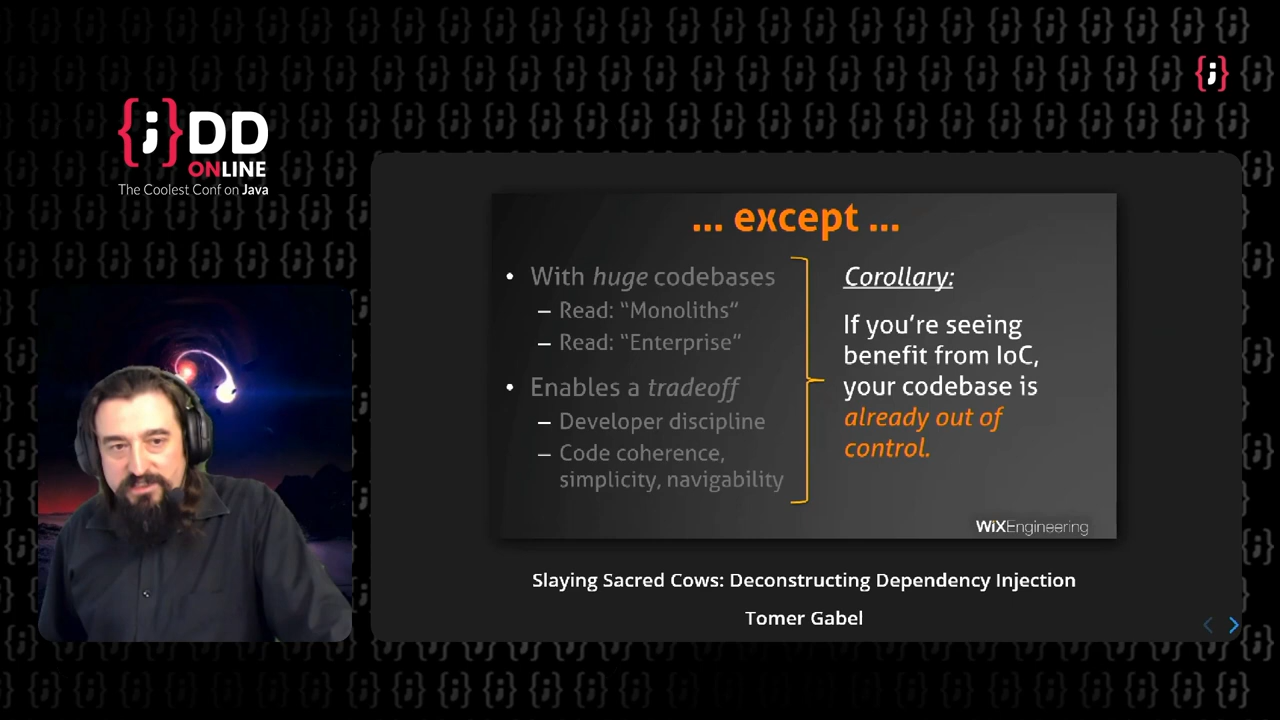 {;}DD
ONLINE
The Coolest Conf on Java
{;}
... except ...
• With huge codebases
– Read: “Monoliths”
– Read: “Enterprise”
• Enables a tradeoff
– Developer discipline
– Code coherence,
simplicity, navigability
Corollary:
If you’re seeing
benefit from IoC,
your codebase is
already out of
control.
WiXEngineering
Slaying Sacred Cows: Deconstructing Dependency Injection
Tomer Gabel